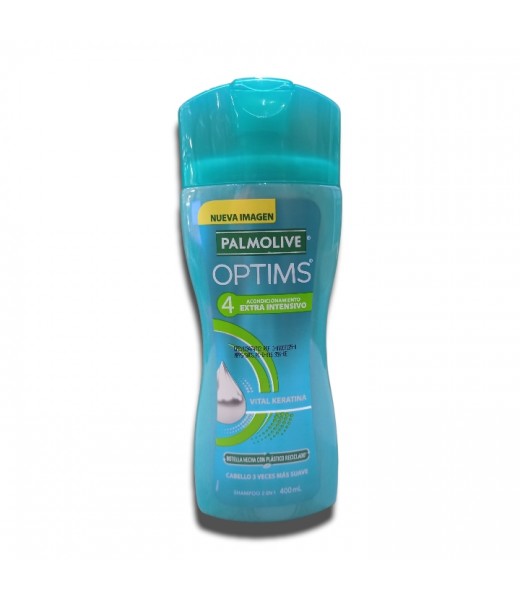 NUEVA IMAGEN
PALMOLIVE®
OPTIMS®
4
ACONDICIONAMIENTO
EXTRA INTENSIVO
VITAL KERATINA
BOTELLA HECHA CON PLÁSTICO RECICLADO
CABELLO 3 VECES MÁS SUAVE
SHAMPOO 2 EN 1 400 mL